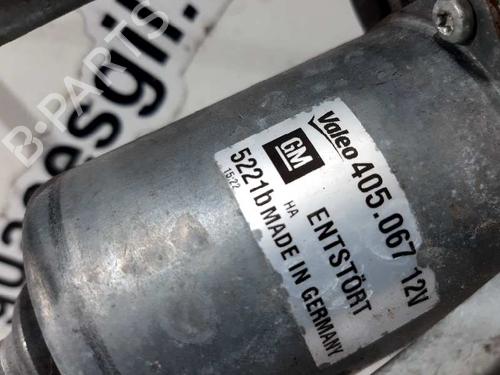 Valeo 405.067 12V
GM
HA
ENTSTÖRT
5221b MADE IN GERMANY
15:22
B-PARTS